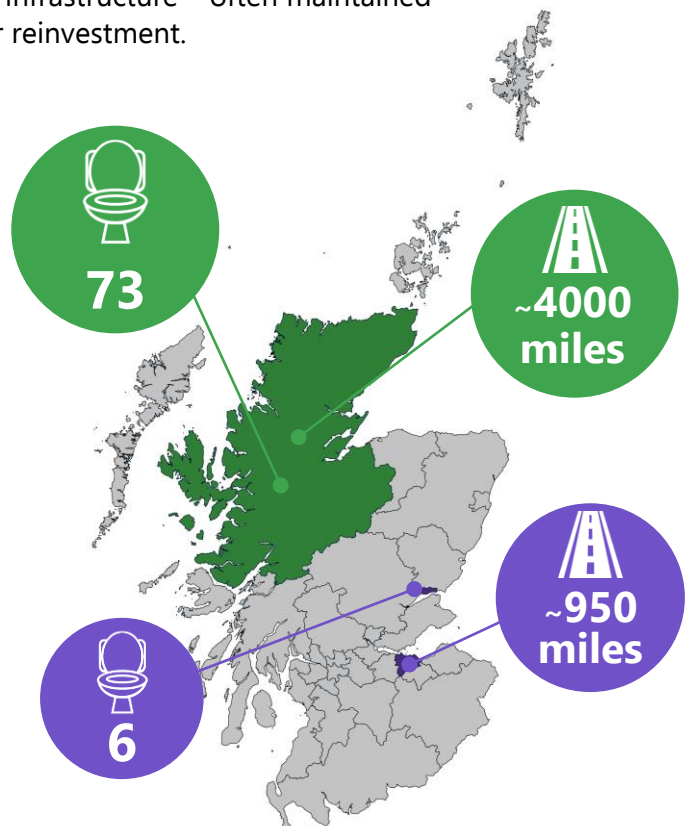 infrastructure – often maintained
r reinvestment.
73
~4000
miles
~950
miles
6